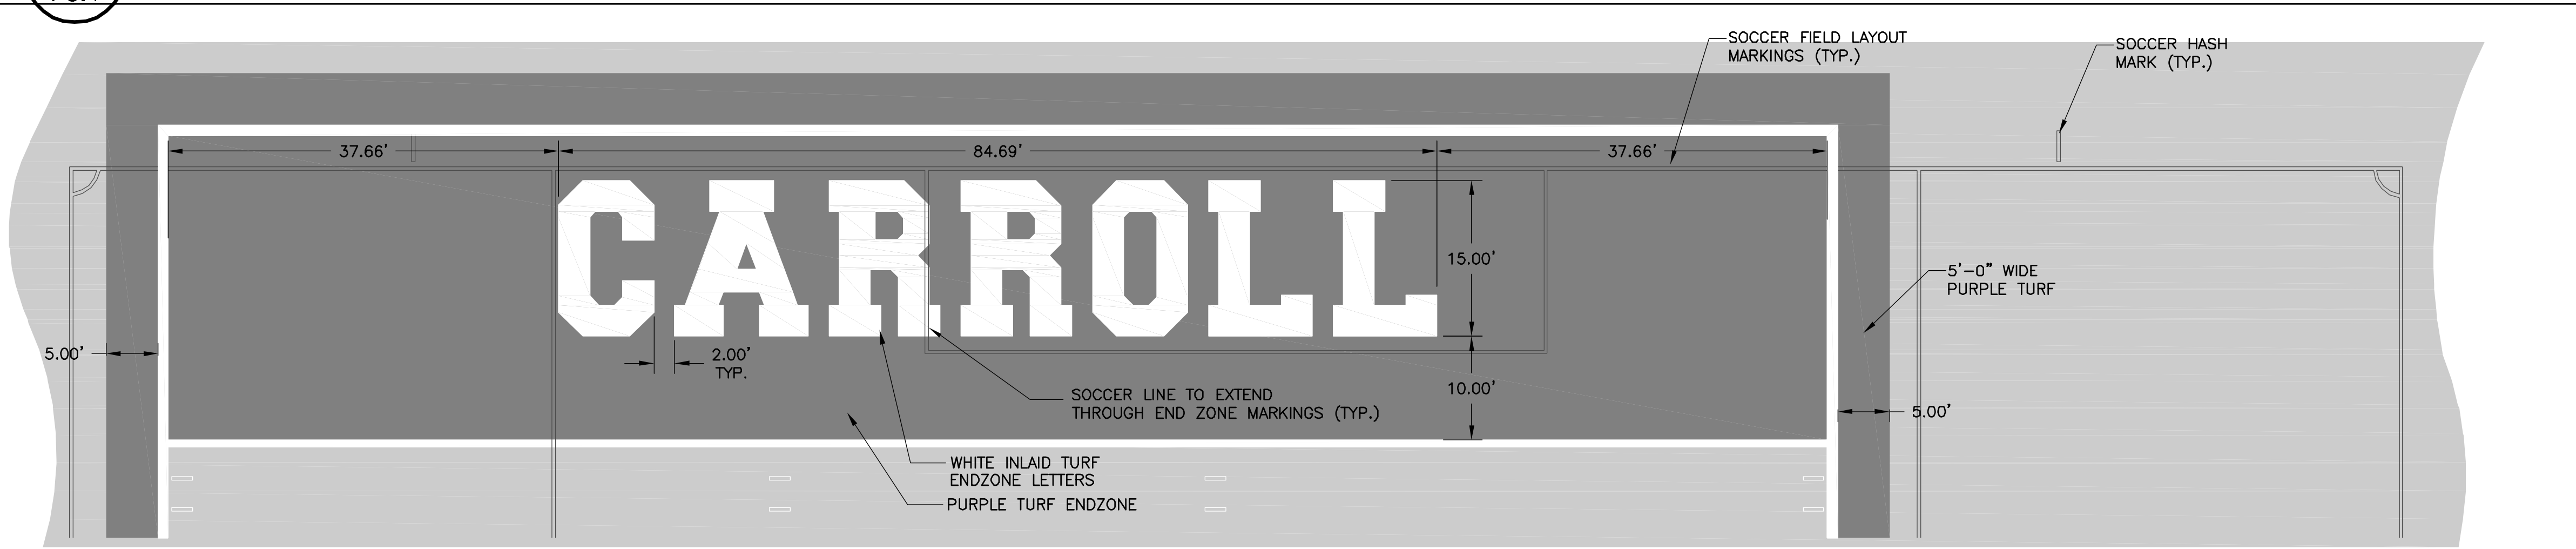 SOCCER FIELD LAYOUT
MARKINGS (TYP.)
SOCCER HASH
MARK (TYP.)
37.66'
84.69'
37.66'
CARROLL
15.00'
5'-0" WIDE
PURPLE TURF
5.00'
2.00'
TYP.
10.00'
SOCCER LINE TO EXTEND
THROUGH END ZONE MARKINGS (TYP.)
5.00'
WHITE INLAID TURF
ENDZONE LETTERS
PURPLE TURF ENDZONE